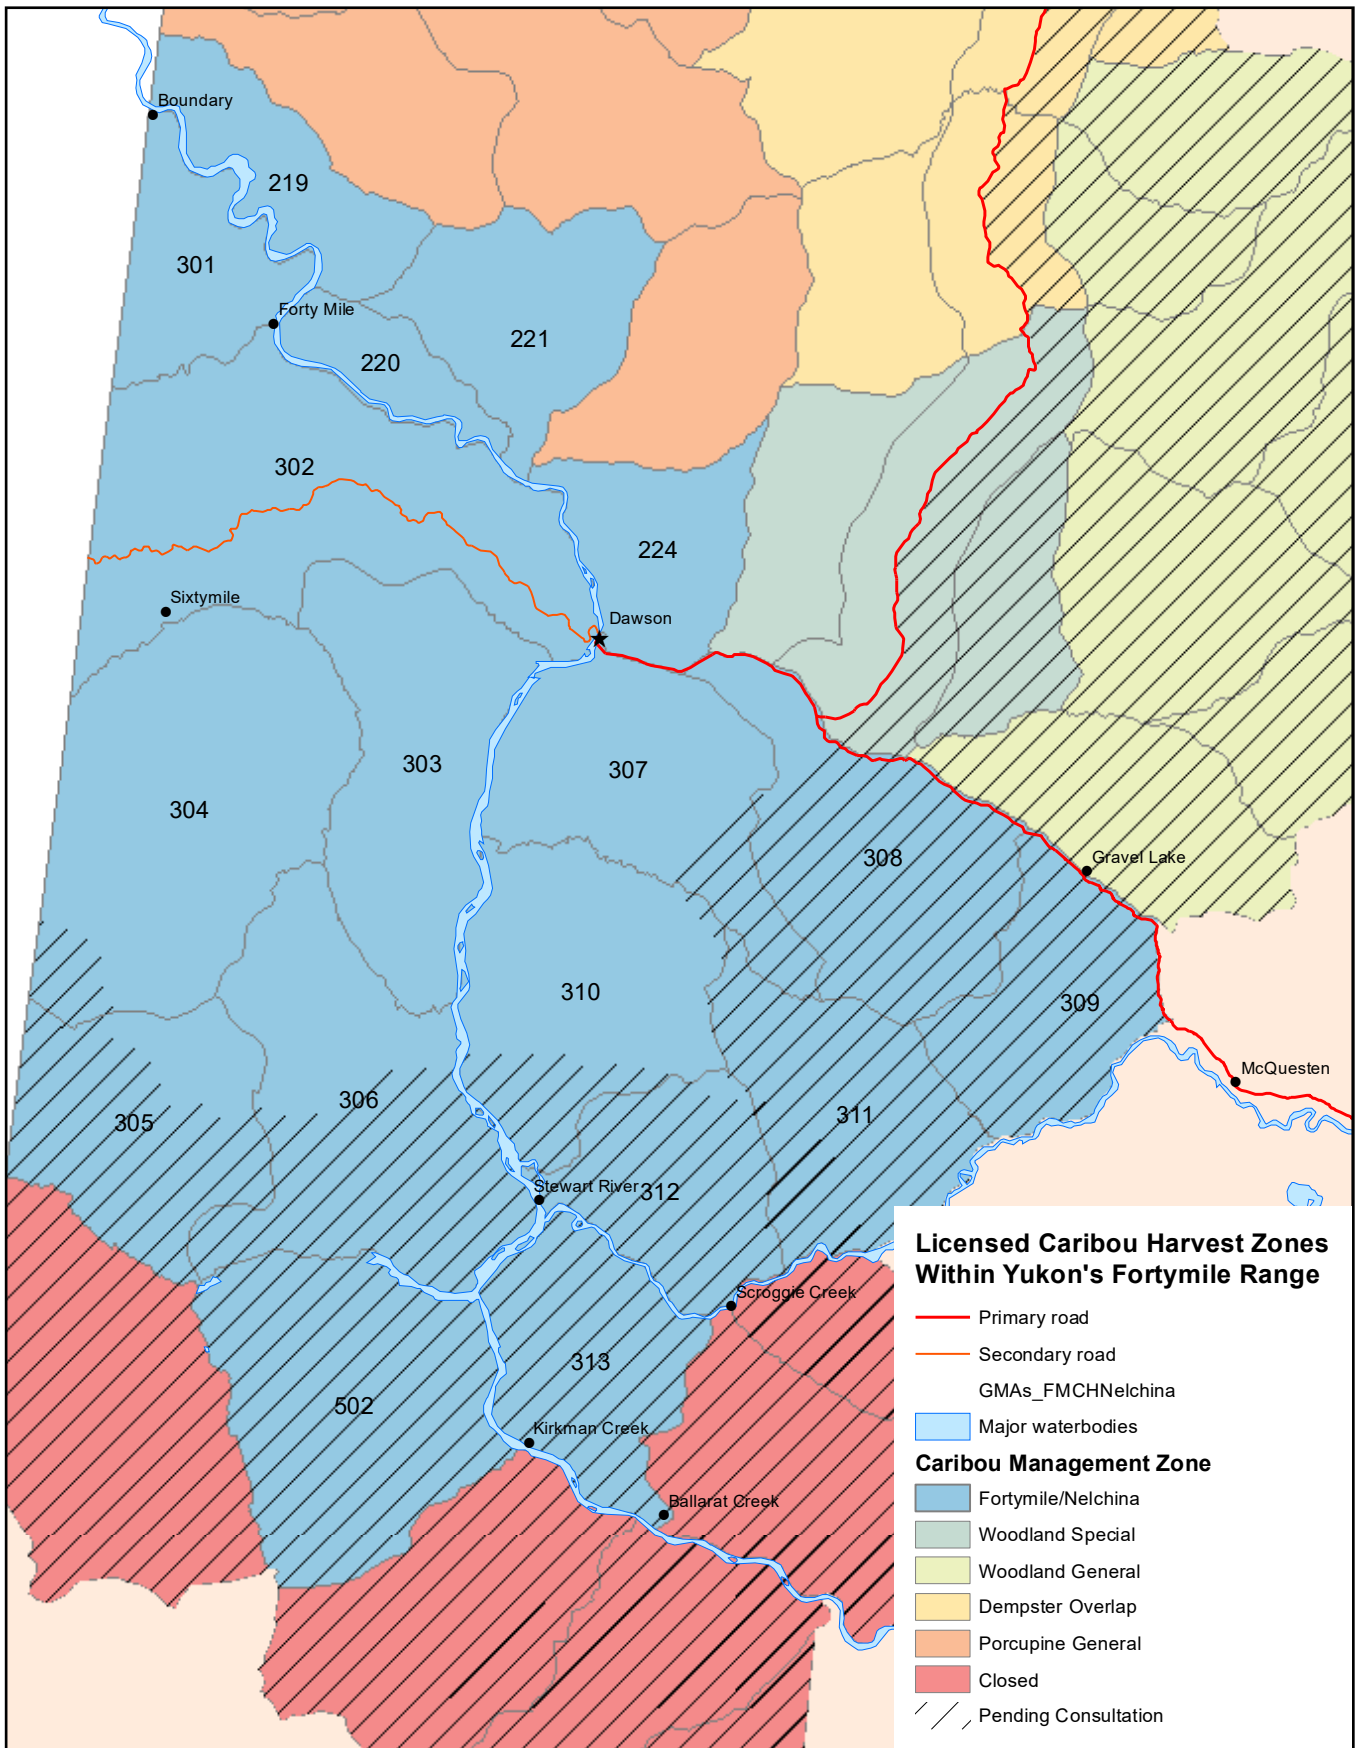 Boundary
219
301
Forty Mile
221
220
302
224
Sixtymile
Dawson
303
307
304
308
Gravel Lake
310
309
McQuesten
306
311
305
Stewart River
312
Scroggie Creek
313
502
Kirkman Creek
Ballarat Creek
Licensed Caribou Harvest Zones
Within Yukon's Fortymile Range
Primary road
Secondary road
GMAs_FMCHNelchina
Major waterbodies
Caribou Management Zone
Fortymile/Nelchina
Woodland Special
Woodland General
Dempster Overlap
Porcupine General
Closed
Pending Consultation